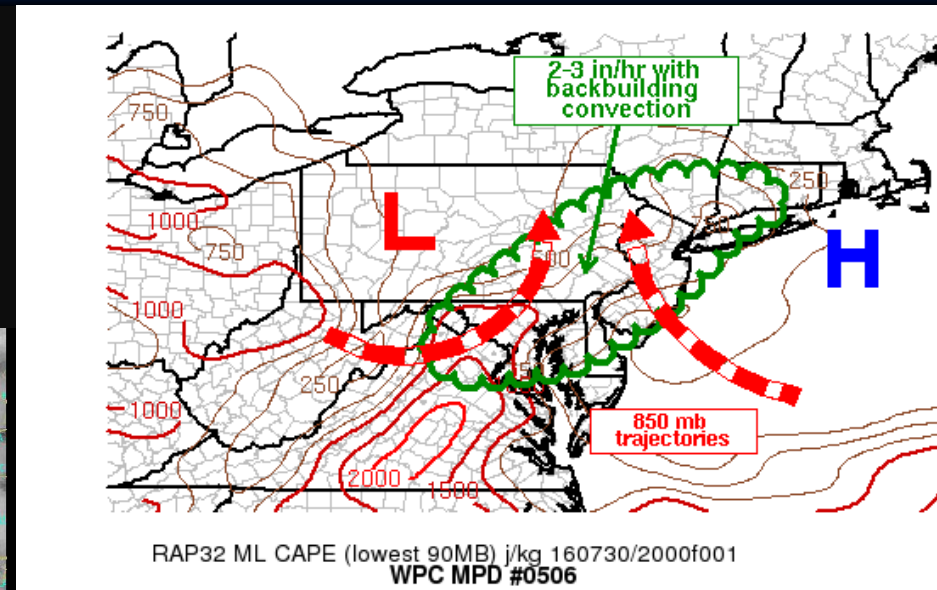 2-3 in/hr with
backbuilding
convection
750
250
1000
L
750
H
500
1000
250
1000
850 mb
trajectories
2000
1500
RAP32 ML CAPE (lowest 90MB) j/kg 160730/2000f001
WPC MPD #0506